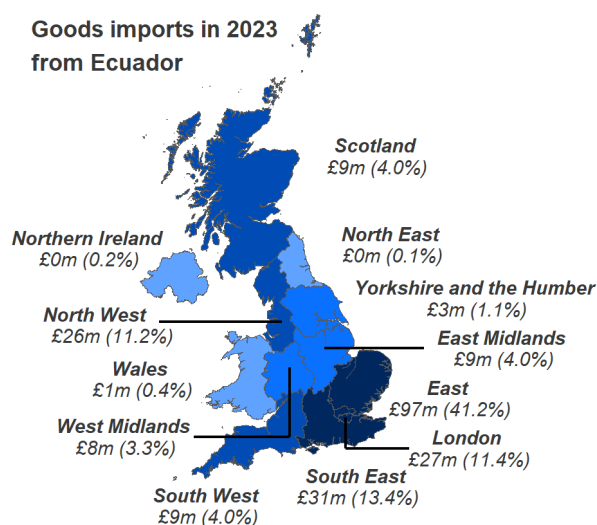 Goods imports in 2023
from Ecuador
Scotland
£9m (4.0%)
Northern Ireland
£0m (0.2%)
North East
£0m (0.1%)
Yorkshire and the Humber
£3m (1.1%)
North West
£26m (11.2%)
East Midlands
£9m (4.0%)
Wales
£1m (0.4%)
East
£97m (41.2%)
West Midlands
£8m (3.3%)
London
£27m (11.4%)
South East
£31m (13.4%)
South West
£9m (4.0%)